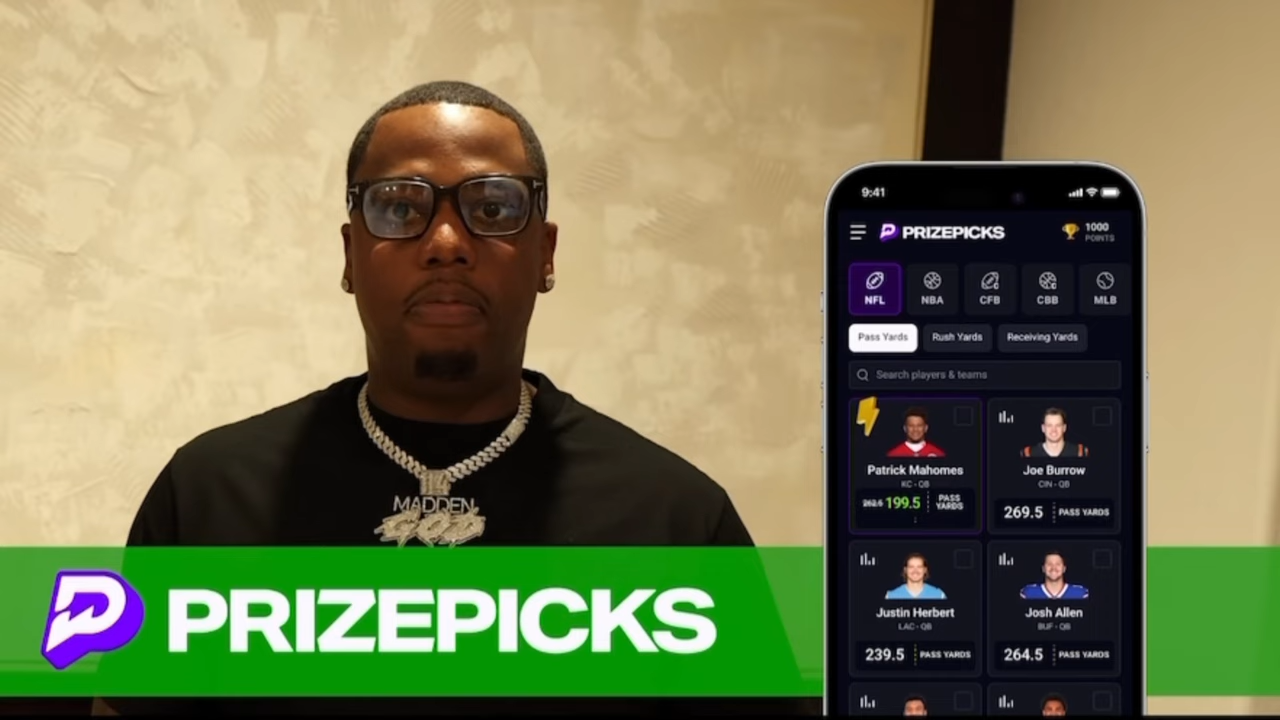 MADDEN
GOD
PRIZEPICKS
9:41
PRIZEPICKS
1000
POINTS
NFL
NBA
CFB
CBB
MLB
Pass Yards
Rush Yards
Receiving Yards
Search players & teams
Patrick Mahomes
KC - QB
262.5 199.5 PASS YARDS
Joe Burrow
CIN - QB
269.5 PASS YARDS
Justin Herbert
LAC - QB
239.5 PASS YARDS
Josh Allen
BUF - QB
264.5 PASS YARDS